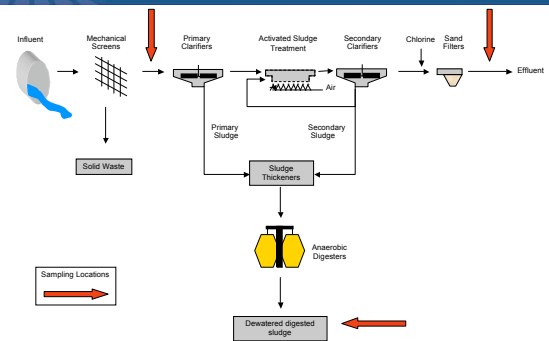 Influent
Mechanical
Screens
Primary
Clarifiers
Activated Sludge
Treatment
Secondary
Clarifiers
Chlorine
Sand
Filters
Effluent
Air
Primary
Sludge
Secondary
Sludge
Solid Waste
Sludge
Thickeners
Anaerobic
Digesters
Sampling Locations
Dewatered digested
sludge